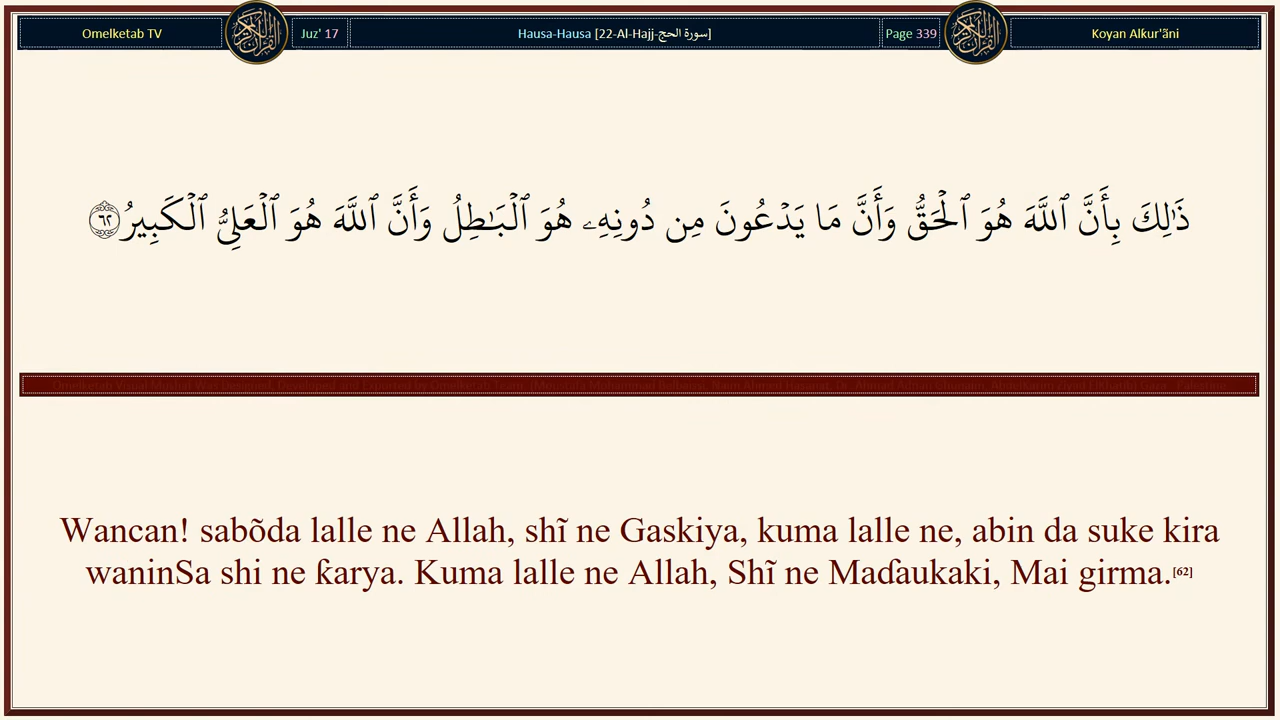 Omelketab TV
Juz' 17
Hausa-Hausa [22-Al-Hajj-سورة الحج]
Page 339
Koyan Alƙur'ãni
ذَٰلِكَ بِأَنَّ ٱللَّهَ هُوَ ٱلۡحَقُّ وَأَنَّ مَا يَدۡعُونَ مِن دُونِهِۦ هُوَ ٱلۡبَٰطِلُ وَأَنَّ ٱللَّهَ هُوَ ٱلۡعَلِيُّ ٱلۡكَبِيرُ ٦٢
Wancan! sabõda lalle ne Allah, shĩ ne Gaskiya, kuma lalle ne, abin da suke kira
waninSa shi ne ƙarya. Kuma lalle ne Allah, Shĩ ne Maɗaukaki, Mai girma.[62]